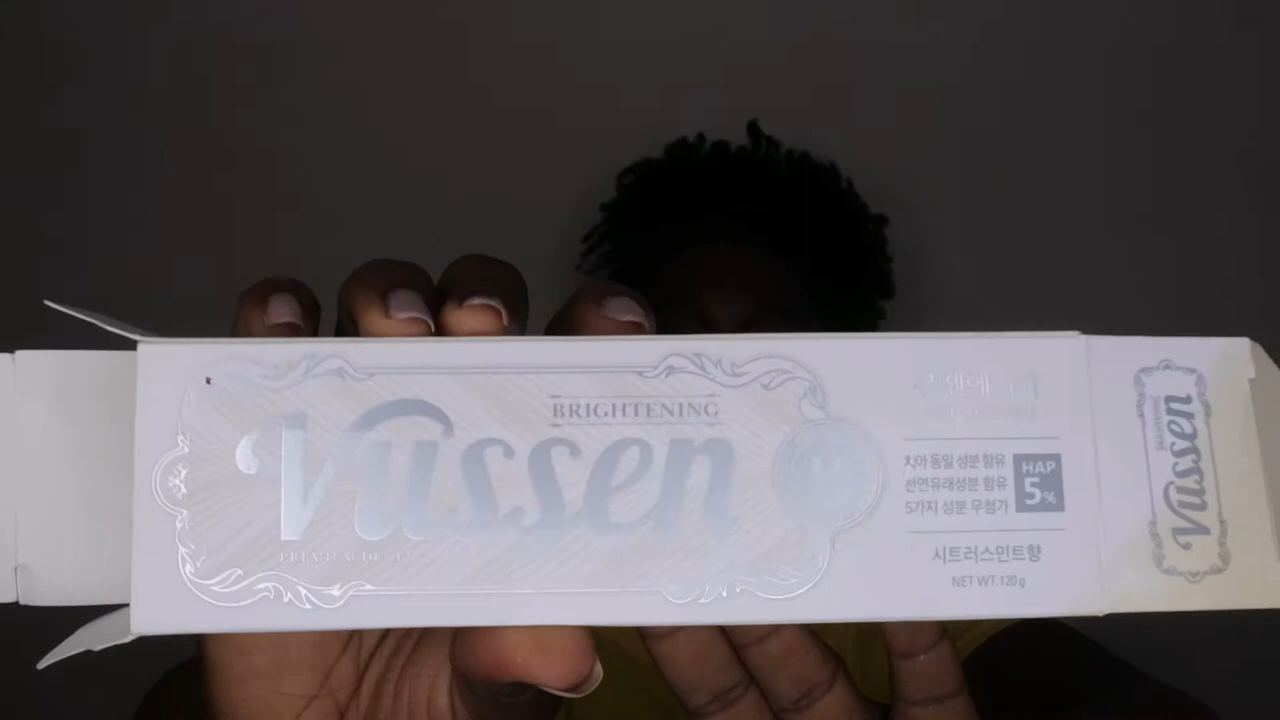 BRIGHTENING
Vussen
PREMIUM
치아 동일 성분 함유
천연유래성분 함유
5가지 성분 무첨가
HAP
5%
시트러스민트향
NET WT. 120 g
BRIGHTENING
Vussen